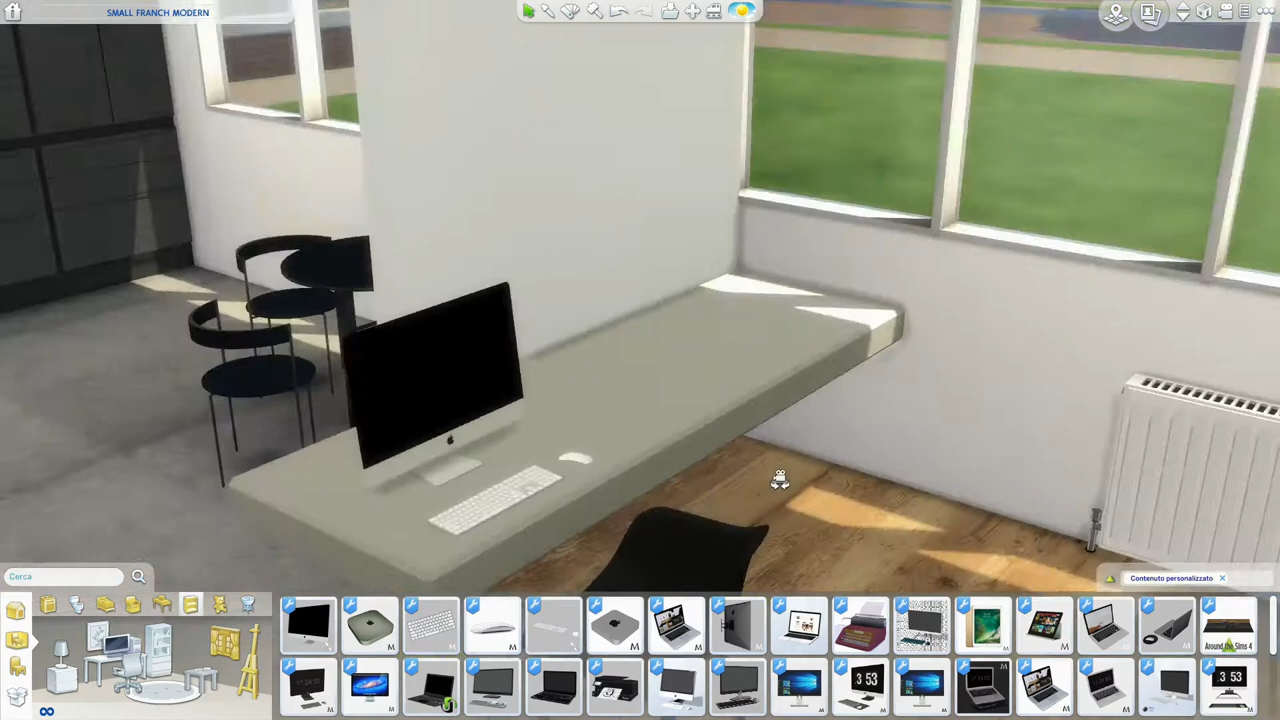 SMALL FRANCH MODERN
Cerca
Contenuto personalizzato
M M M M M M M M M
Around the Sims 4
3 53
3 53